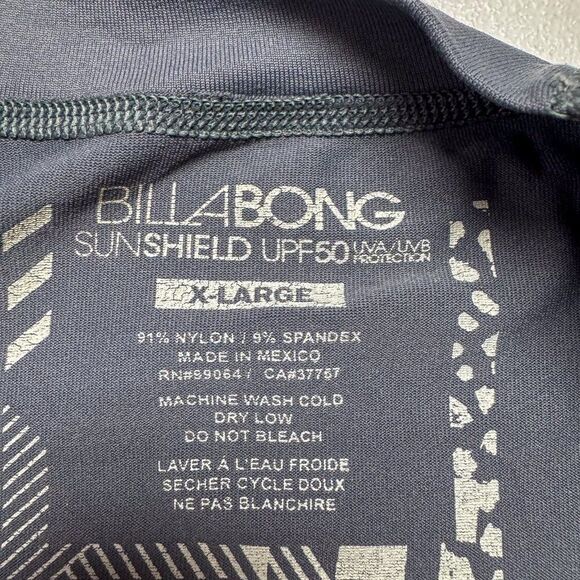 BILLABONG
SUNSHIELD UPF50 UVA/UVB PROTECTION
X-LARGE
91% NYLON / 9% SPANDEX
MADE IN MEXICO
RN#99064 / CA#37757
MACHINE WASH COLD
DRY LOW
DO NOT BLEACH
LAVER À L'EAU FROIDE
SECHER CYCLE DOUX
NE PAS BLANCHIRE